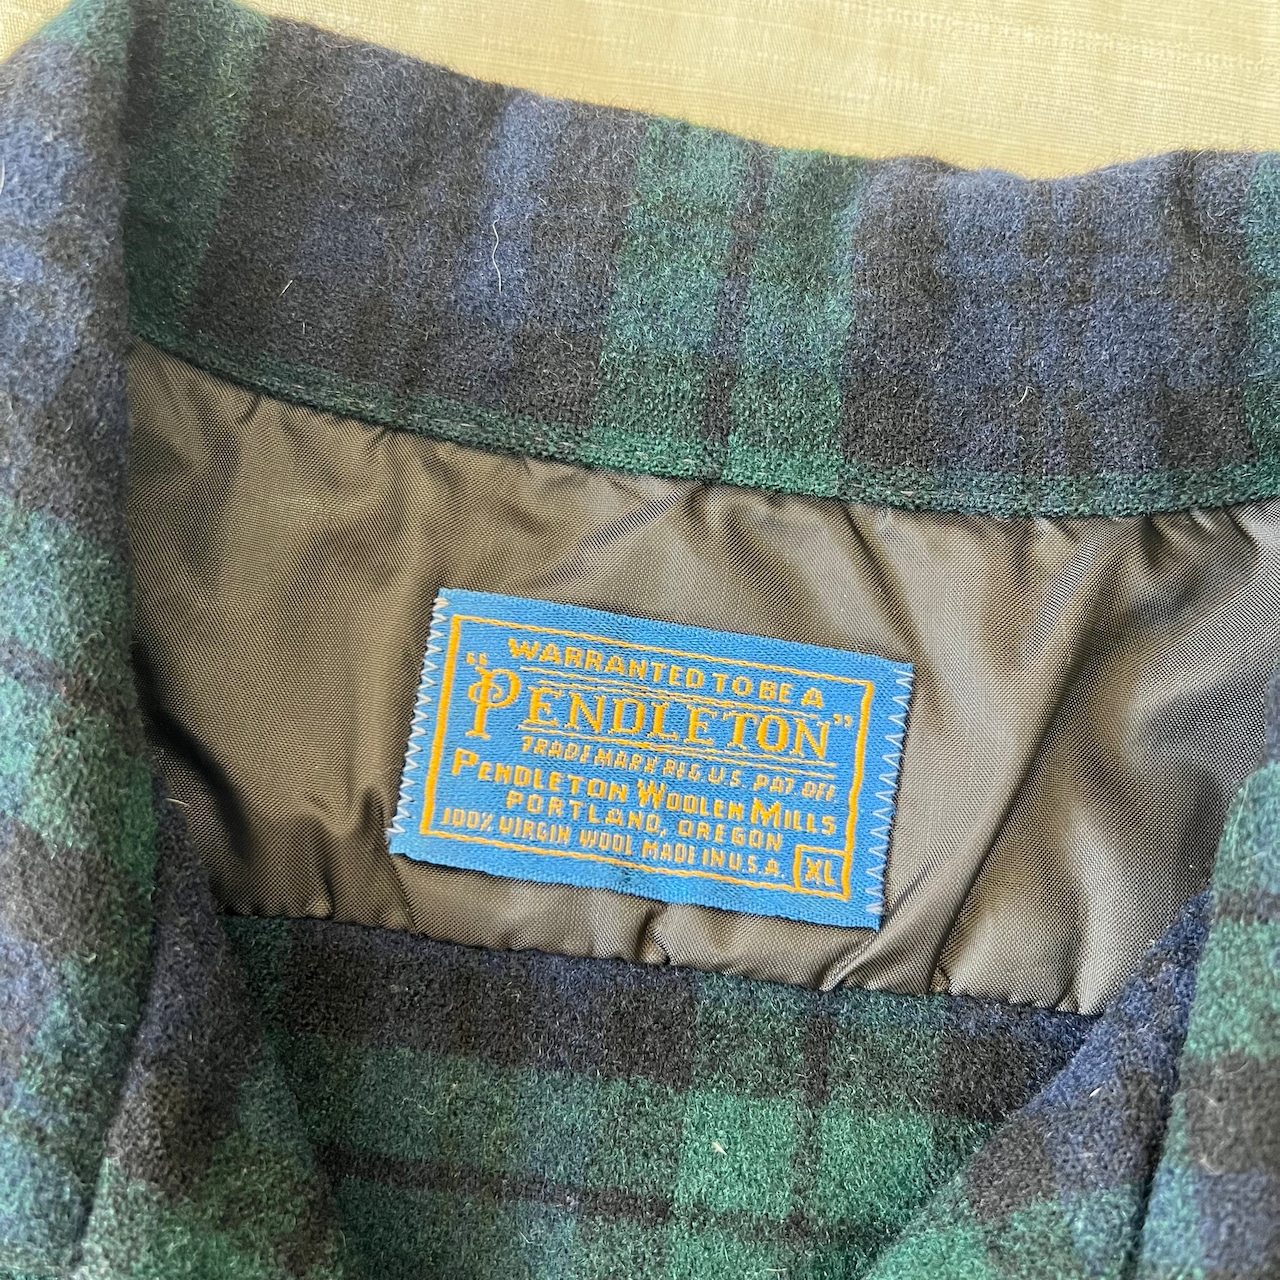 WARRANTED TO BE A
"PENDLETON"
TRADE MARK REG. U.S. PAT. OFF.
PENDLETON WOOLEN MILLS
PORTLAND, OREGON
100% VIRGIN WOOL MADE IN U.S.A. XL